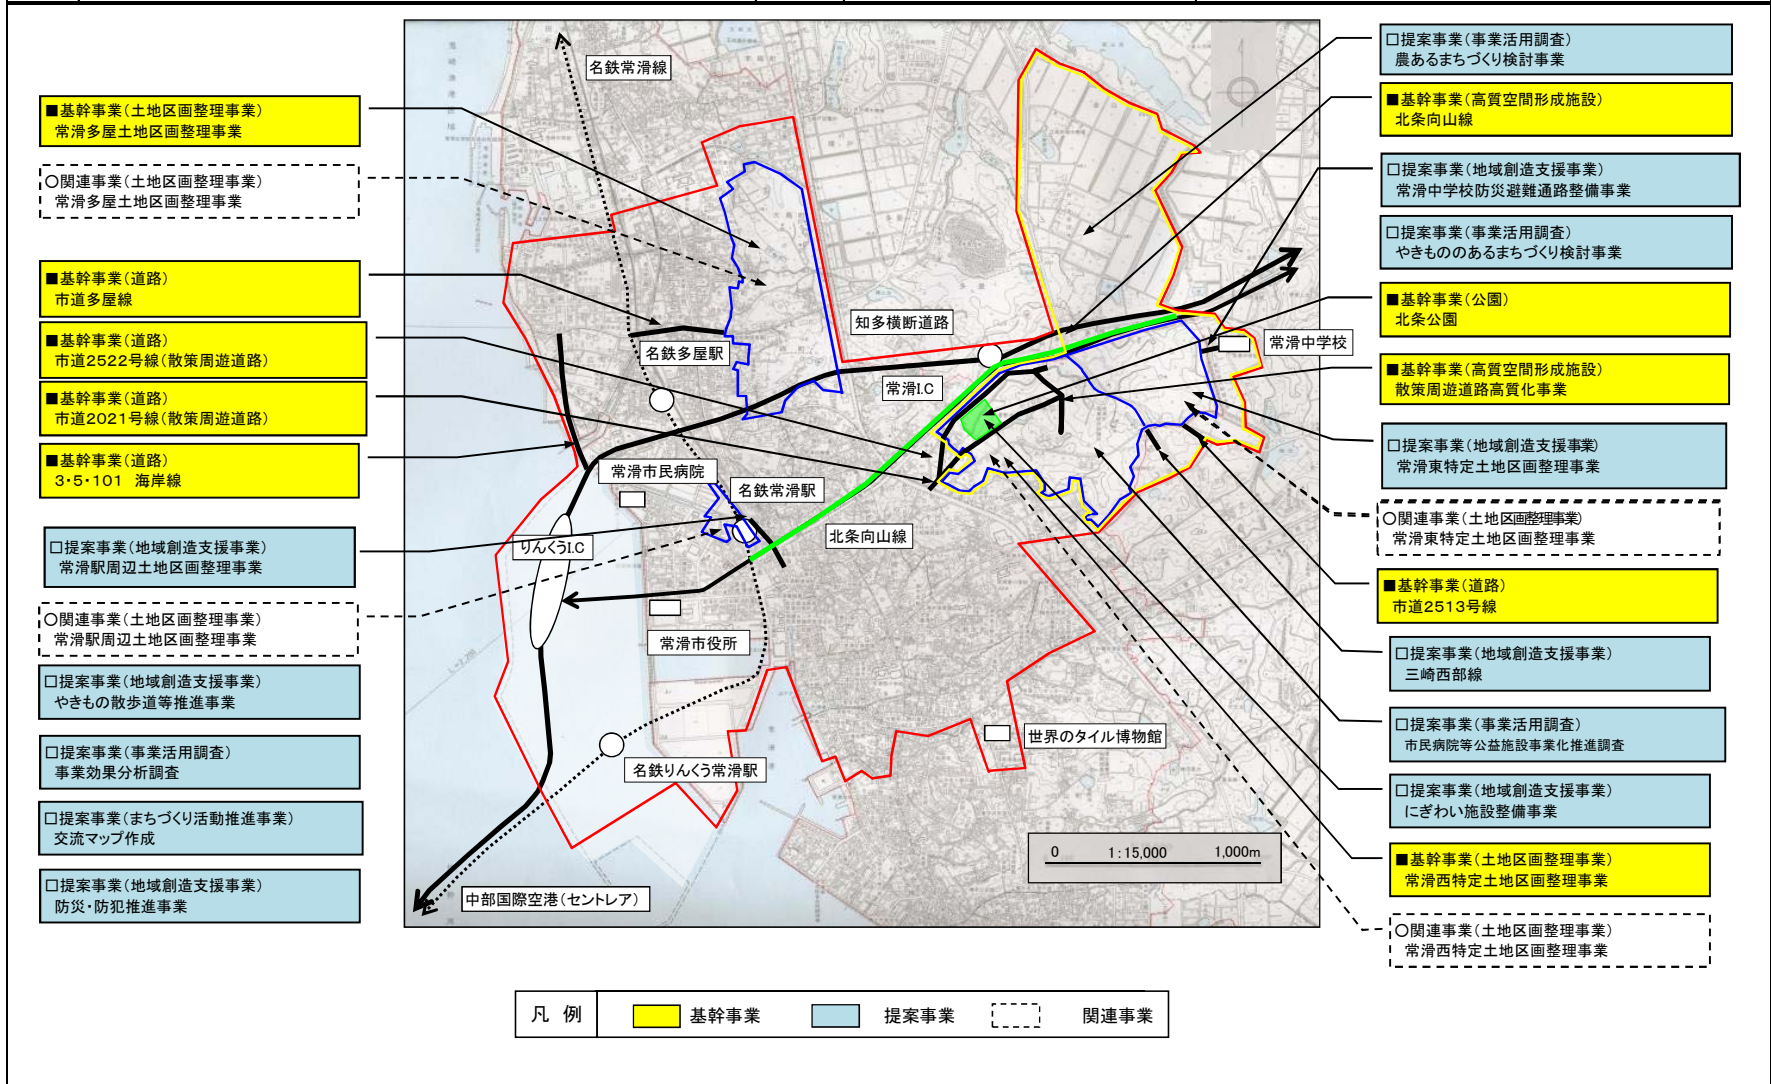 ■基幹事業(土地区画整理事業)
常滑多屋土地区画整理事業
○関連事業(土地区画整理事業)
常滑多屋土地区画整理事業
■基幹事業(道路)
市道多屋線
■基幹事業(道路)
市道2522号線(散策周遊道路)
■基幹事業(道路)
市道2021号線(散策周遊道路)
■基幹事業(道路)
3・5・101 海岸線
□提案事業(地域創造支援事業)
常滑駅周辺土地区画整理事業
○関連事業(土地区画整理事業)
常滑駅周辺土地区画整理事業
□提案事業(地域創造支援事業)
やきもの散歩道等推進事業
□提案事業(事業活用調査)
事業効果分析調査
□提案事業(まちづくり活動推進事業)
交流マップ作成
□提案事業(地域創造支援事業)
防災・防犯推進事業
名鉄常滑線
知多横断道路
名鉄多屋駅
常滑I.C
常滑中学校
常滑市民病院
名鉄常滑駅
りんくうI.C
北条向山線
常滑市役所
世界のタイル博物館
名鉄りんくう常滑駅
中部国際空港(セントレア)
0 1:15,000 1,000m
□提案事業(事業活用調査)
農あるまちづくり検討事業
■基幹事業(高質空間形成施設)
北条向山線
□提案事業(地域創造支援事業)
常滑中学校防災避難通路整備事業
□提案事業(事業活用調査)
やきもののあるまちづくり検討事業
■基幹事業(公園)
北条公園
■基幹事業(高質空間形成施設)
散策周遊道路高質化事業
□提案事業(地域創造支援事業)
常滑東特定土地区画整理事業
○関連事業(土地区画整理事業)
常滑東特定土地区画整理事業
■基幹事業(道路)
市道2513号線
□提案事業(地域創造支援事業)
三崎西部線
□提案事業(事業活用調査)
市民病院等公益施設事業化推進調査
□提案事業(地域創造支援事業)
にぎわい施設整備事業
■基幹事業(土地区画整理事業)
常滑西特定土地区画整理事業
○関連事業(土地区画整理事業)
常滑西特定土地区画整理事業
凡 例 基幹事業 提案事業 関連事業